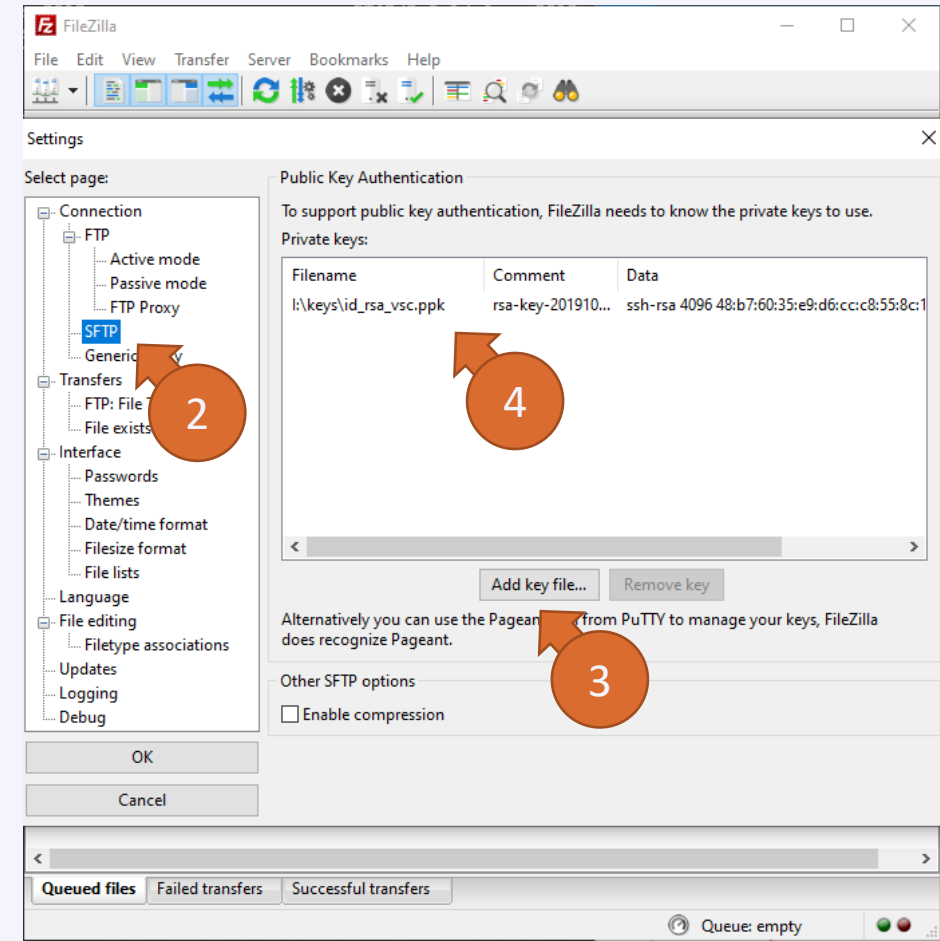 FileZilla
File Edit View Transfer Server Bookmarks Help
Settings
Select page:
Connection
FTP
Active mode
Passive mode
FTP Proxy
SFTP
Generic
Transfers
FTP: File
File exists
Interface
Passwords
Themes
Date/time format
Filesize format
File lists
Language
File editing
Filetype associations
Updates
Logging
Debug
OK
Cancel
2
Public Key Authentication
To support public key authentication, FileZilla needs to know the private keys to use.
Private keys:
Filename Comment Data
I:\keys\id_rsa_vsc.ppk rsa-key-201910... ssh-rsa 4096 48:b7:60:35:e9:d6:cc:c8:55:8c:1
4
Add key file... Remove key
Alternatively you can use the Pageant from PuTTY to manage your keys, FileZilla
does recognize Pageant.
3
Other SFTP options
Enable compression
Queued files Failed transfers Successful transfers
Queue: empty